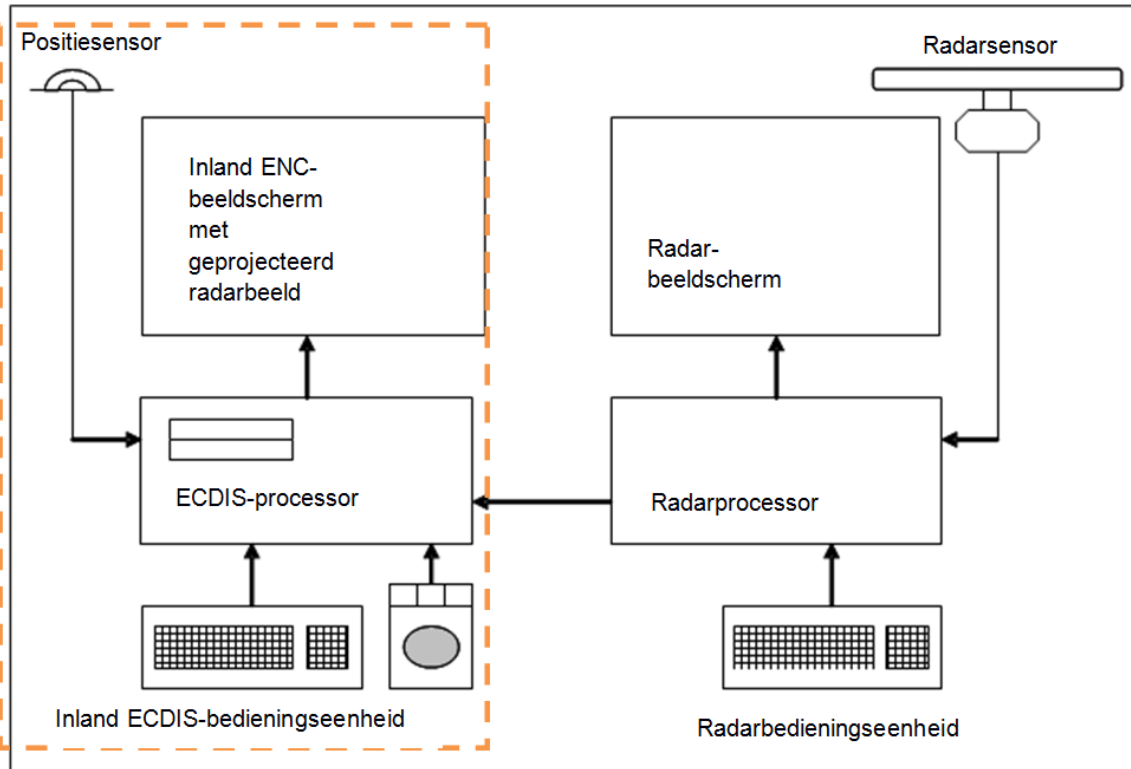 Positiesensor
Radarsensor
Inland ENC-
beeldscherm
met
geprojecteerd
radarbeeld
Radar-
beeldscherm
ECDIS-processor
Radarprocessor
Inland ECDIS-bedieningseenheid
Radarbedieningseenheid